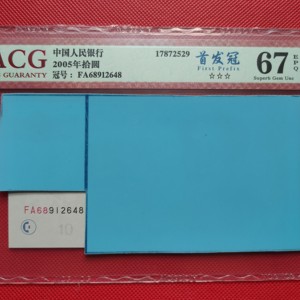 ACG
GUARANTY
中国人民银行
2005年拾圆
冠号: FA68912648
17872529
首发冠
First Prefix
☆☆☆
67 EPQ
Superb Gem Unc
FA68912648
10